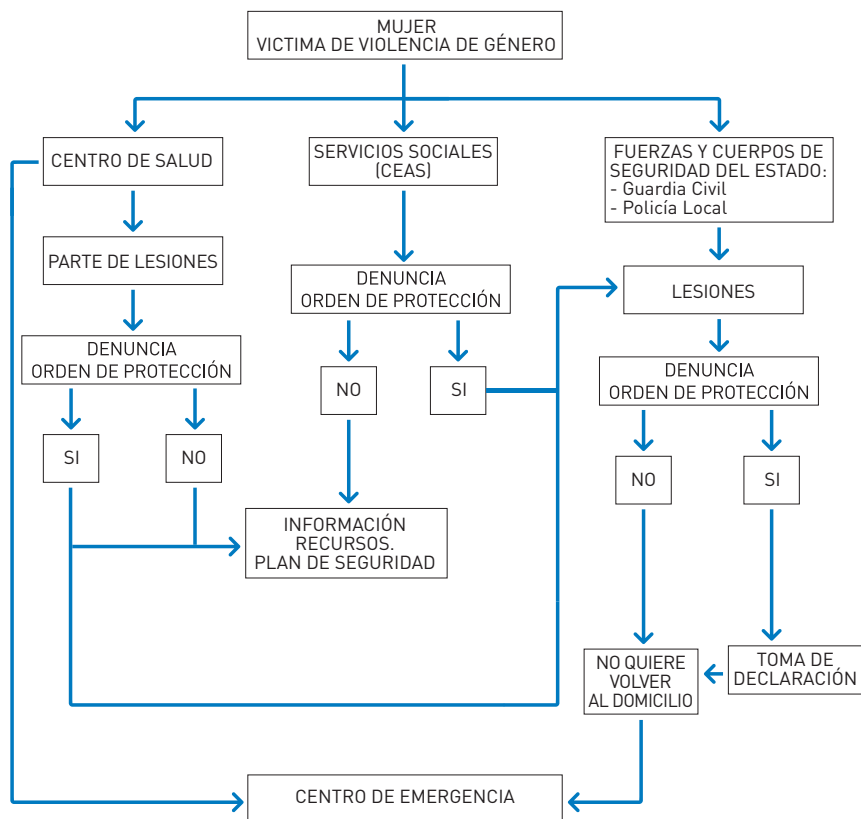 MUJER
VICTIMA DE VIOLENCIA DE GÉNERO
CENTRO DE SALUD
SERVICIOS SOCIALES
(CEAS)
FUERZAS Y CUERPOS DE
SEGURIDAD DEL ESTADO:
- Guardia Civil
- Policía Local
PARTE DE LESIONES
DENUNCIA
ORDEN DE PROTECCIÓN
LESIONES
DENUNCIA
ORDEN DE PROTECCIÓN
NO
SI
DENUNCIA
ORDEN DE PROTECCIÓN
SI
NO
NO
SI
INFORMACIÓN
RECURSOS.
PLAN DE SEGURIDAD
NO QUIERE
VOLVER
AL DOMICILIO
TOMA DE
DECLARACIÓN
CENTRO DE EMERGENCIA